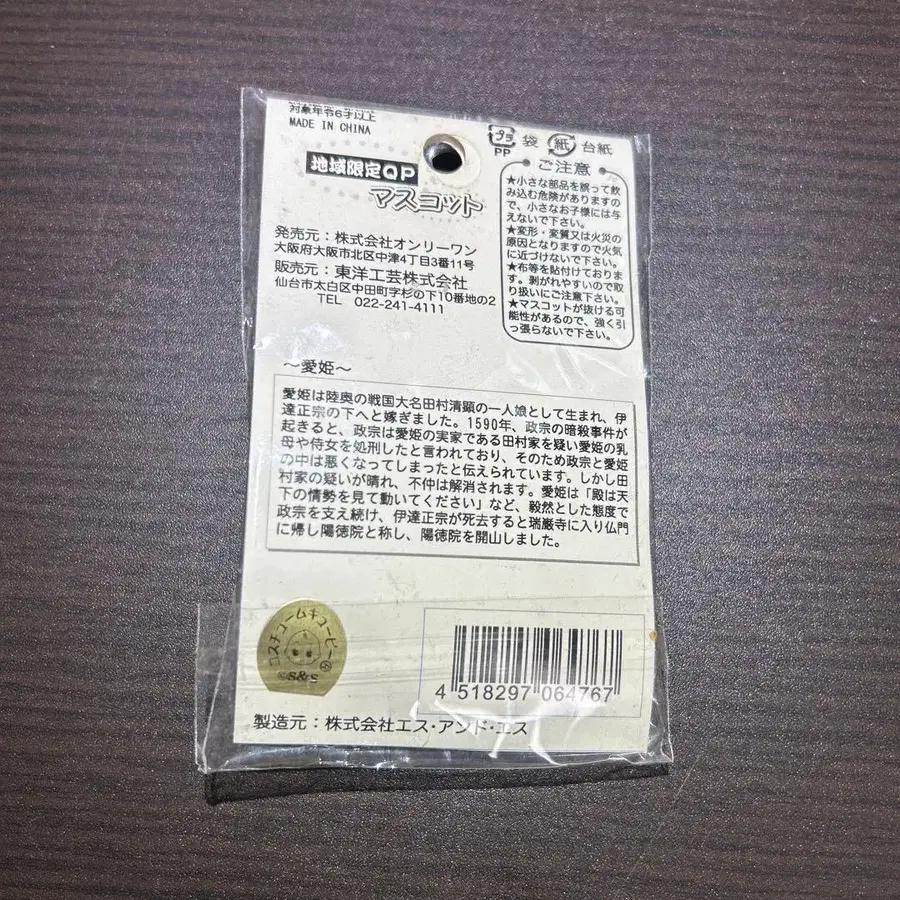 対象年令6才以上
MADE IN CHINA
プラ
PP
袋
紙
台紙
地域限定QP
マスコット
発売元：株式会社オンリーワン
大阪府大阪市北区中津4丁目3番11号
販売元：東洋工芸株式会社
仙台市太白区中田町字杉の下10番地の2
TEL 022-241-4111
ご注意
★小さな部品を誤って飲
み込む危険がありますの
で、小さなお子様には与
えないで下さい。
★変形・変質又は火災の
原因となりますので火気
に近づけないで下さい。
★布等を貼付けておりま
す。剥がれやすいので取
り扱いにご注意下さい。
★マスコットが抜ける可
能性があるので、強く引
っ張らないで下さい。
～愛姫～
愛姫は陸奥の戦国大名田村清顕の一人娘として生まれ、伊
達正宗の下へと嫁ぎました。1590年、政宗の暗殺事件が
起きると、政宗は愛姫の実家である田村家を疑い愛姫の乳
母や侍女を処刑したと言われており、そのため政宗と愛姫
の中は悪くなってしまったと伝えられています。しかし田
村家の疑いが晴れ、不仲は解消されます。愛姫は「殿は天
下の情勢を見て動いてください」など、毅然とした態度で
政宗を支え続け、伊達正宗が死去すると瑞巌寺に入り仏門
に帰し陽徳院と称し、陽徳院を開山しました。
コスチュームキューピー
©S&S
4 518297 064767
製造元：株式会社エス・アンド・エス